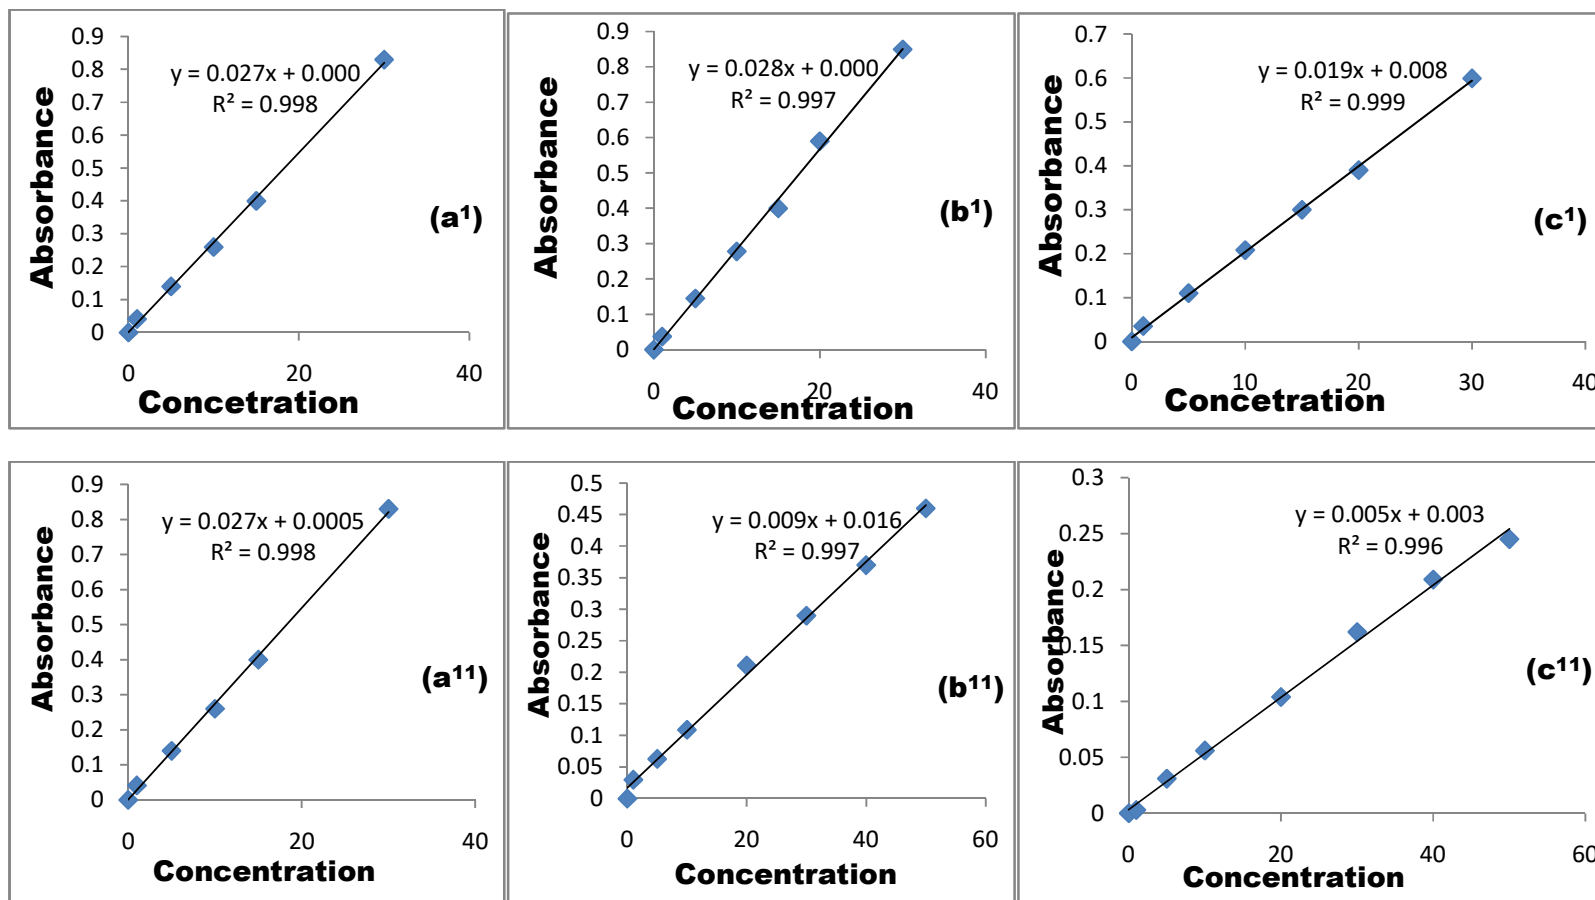 0.9
0.8
0.7
0.6
0.5
0.4
0.3
0.2
0.1
0
Absorbance
y = 0.027x + 0.000
R² = 0.998
(a¹)
0 20 40
Concetration
0.9
0.8
0.7
0.6
0.5
0.4
0.3
0.2
0.1
0
Absorbance
y = 0.028x + 0.000
R² = 0.997
(b¹)
0 20 40
Concentration
0.7
0.6
0.5
0.4
0.3
0.2
0.1
0
Absorbance
y = 0.019x + 0.008
R² = 0.999
(c¹)
0 10 20 30 40
Concetration
0.9
0.8
0.7
0.6
0.5
0.4
0.3
0.2
0.1
0
Absorbance
y = 0.027x + 0.0005
R² = 0.998
(a¹¹)
0 20 40
Concentration
0.5
0.45
0.4
0.35
0.3
0.25
0.2
0.15
0.1
0.05
0
Absorbance
y = 0.009x + 0.016
R² = 0.997
(b¹¹)
0 20 40 60
Concentration
0.3
0.25
0.2
0.15
0.1
0.05
0
Absorbance
y = 0.005x + 0.003
R² = 0.996
(c¹¹)
0 20 40 60
Concentration